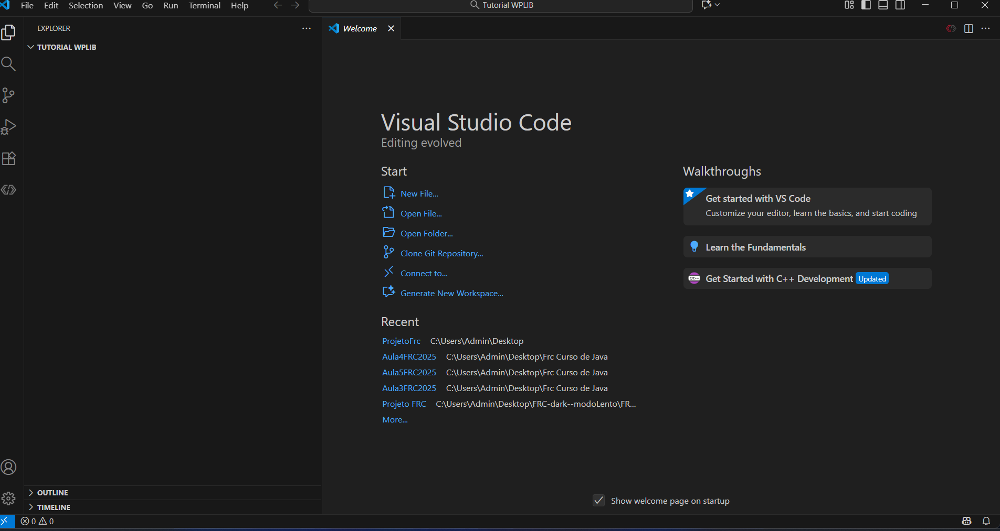 File Edit Selection View Go Run Terminal Help Tutorial WPLIB
EXPLORER
TUTORIAL WPLIB
OUTLINE
TIMELINE
Welcome
Visual Studio Code
Editing evolved
Start
New File...
Open File...
Open Folder...
Clone Git Repository...
Connect to...
Generate New Workspace...
Recent
ProjetoFrc C:\Users\Admin\Desktop
Aula4FRC2025 C:\Users\Admin\Desktop\Frc Curso de Java
Aula5FRC2025 C:\Users\Admin\Desktop\Frc Curso de Java
Aula3FRC2025 C:\Users\Admin\Desktop\Frc Curso de Java
Projeto FRC C:\Users\Admin\Desktop\FRC-dark--modoLento\FR...
More...
Walkthroughs
Get started with VS Code
Customize your editor, learn the basics, and start coding
Learn the Fundamentals
C/C++ Get Started with C++ Development Updated
Show welcome page on startup
0 0